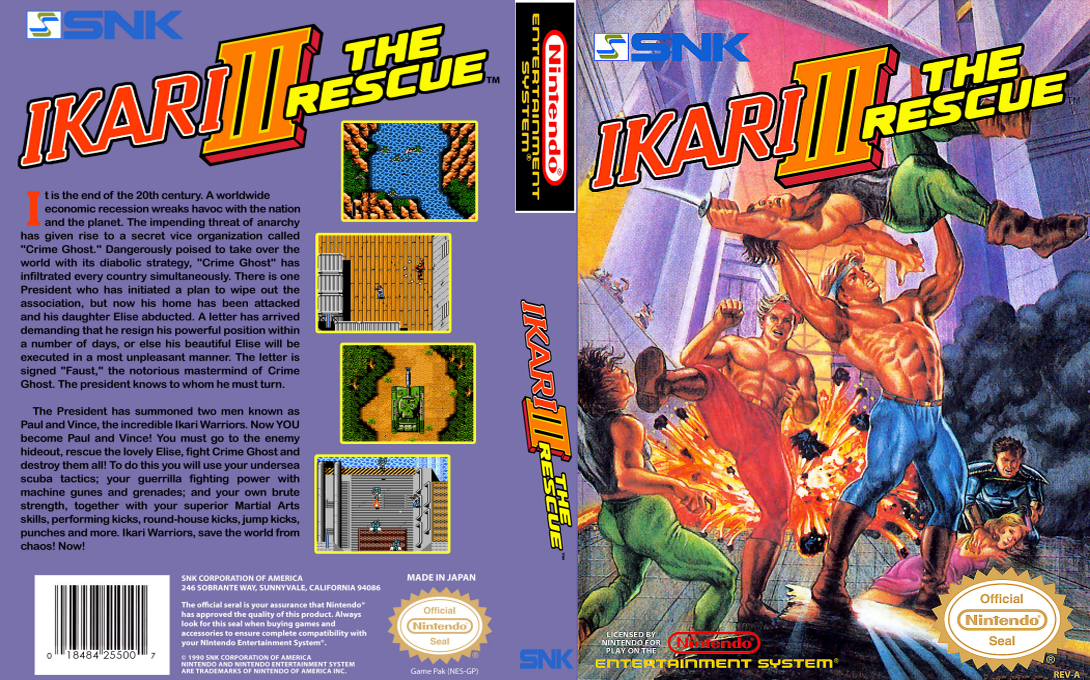 SNK
IKARI III THE
RESCUE™
It is the end of the 20th century. A worldwide
economic recession wreaks havoc with the nation
and the planet. The impending threat of anarchy
has given rise to a secret vice organization called
"Crime Ghost." Dangerously poised to take over the
world with its diabolic strategy, "Crime Ghost" has
infiltrated every country simultaneously. There is one
President who has initiated a plan to wipe out the
association, but now his home has been attacked
and his daughter Elise abducted. A letter has arrived
demanding that he resign his powerful position within
a number of days, or else his beautiful Elise will be
executed in a most unpleasant manner. The letter is
signed "Faust," the notorious mastermind of Crime
Ghost. The president knows to whom he must turn.
The President has summoned two men known as
Paul and Vince, the incredible Ikari Warriors. Now YOU
become Paul and Vince! You must go to the enemy
hideout, rescue the lovely Elise, fight Crime Ghost and
destroy them all! To do this you will use your undersea
scuba tactics; your guerilla fighting power with
machine gunes and grenades; and your own brute
strength, together with your superior Martial Arts
skills, performing kicks, round-house kicks, jump kicks,
punches and more. Ikari Warriors, save the world from
chaos! Now!
0 18484 25500 7
SNK CORPORATION OF AMERICA
246 SOBRANTE WAY, SUNNYVALE, CALIFORNIA 94086
The official seral is your assurance that Nintendo®
has approved the quality of this product. Always
look for this seal when buying games and
accessories to ensure complete compatibility with
your Nintendo Entertainment System®.
© 1990 SNK CORPORATION OF AMERICA
NINTENDO AND NINTENDO ENTERTAINMENT SYSTEM
ARE TRADEMARKS OF NINTENDO OF AMERICA INC.
MADE IN JAPAN
Official
Nintendo
Seal
®
Game Pak (NES-GP)
Nintendo®
ENTERTAINMENT
SYSTEM®
IKARI III THE
RESCUE™
SNK
SNK
IKARI III THE
RESCUE™
LICENSED BY
NINTENDO FOR
PLAY ON THE
Nintendo
ENTERTAINMENT SYSTEM®
Official
Nintendo
Seal
®
REV-A